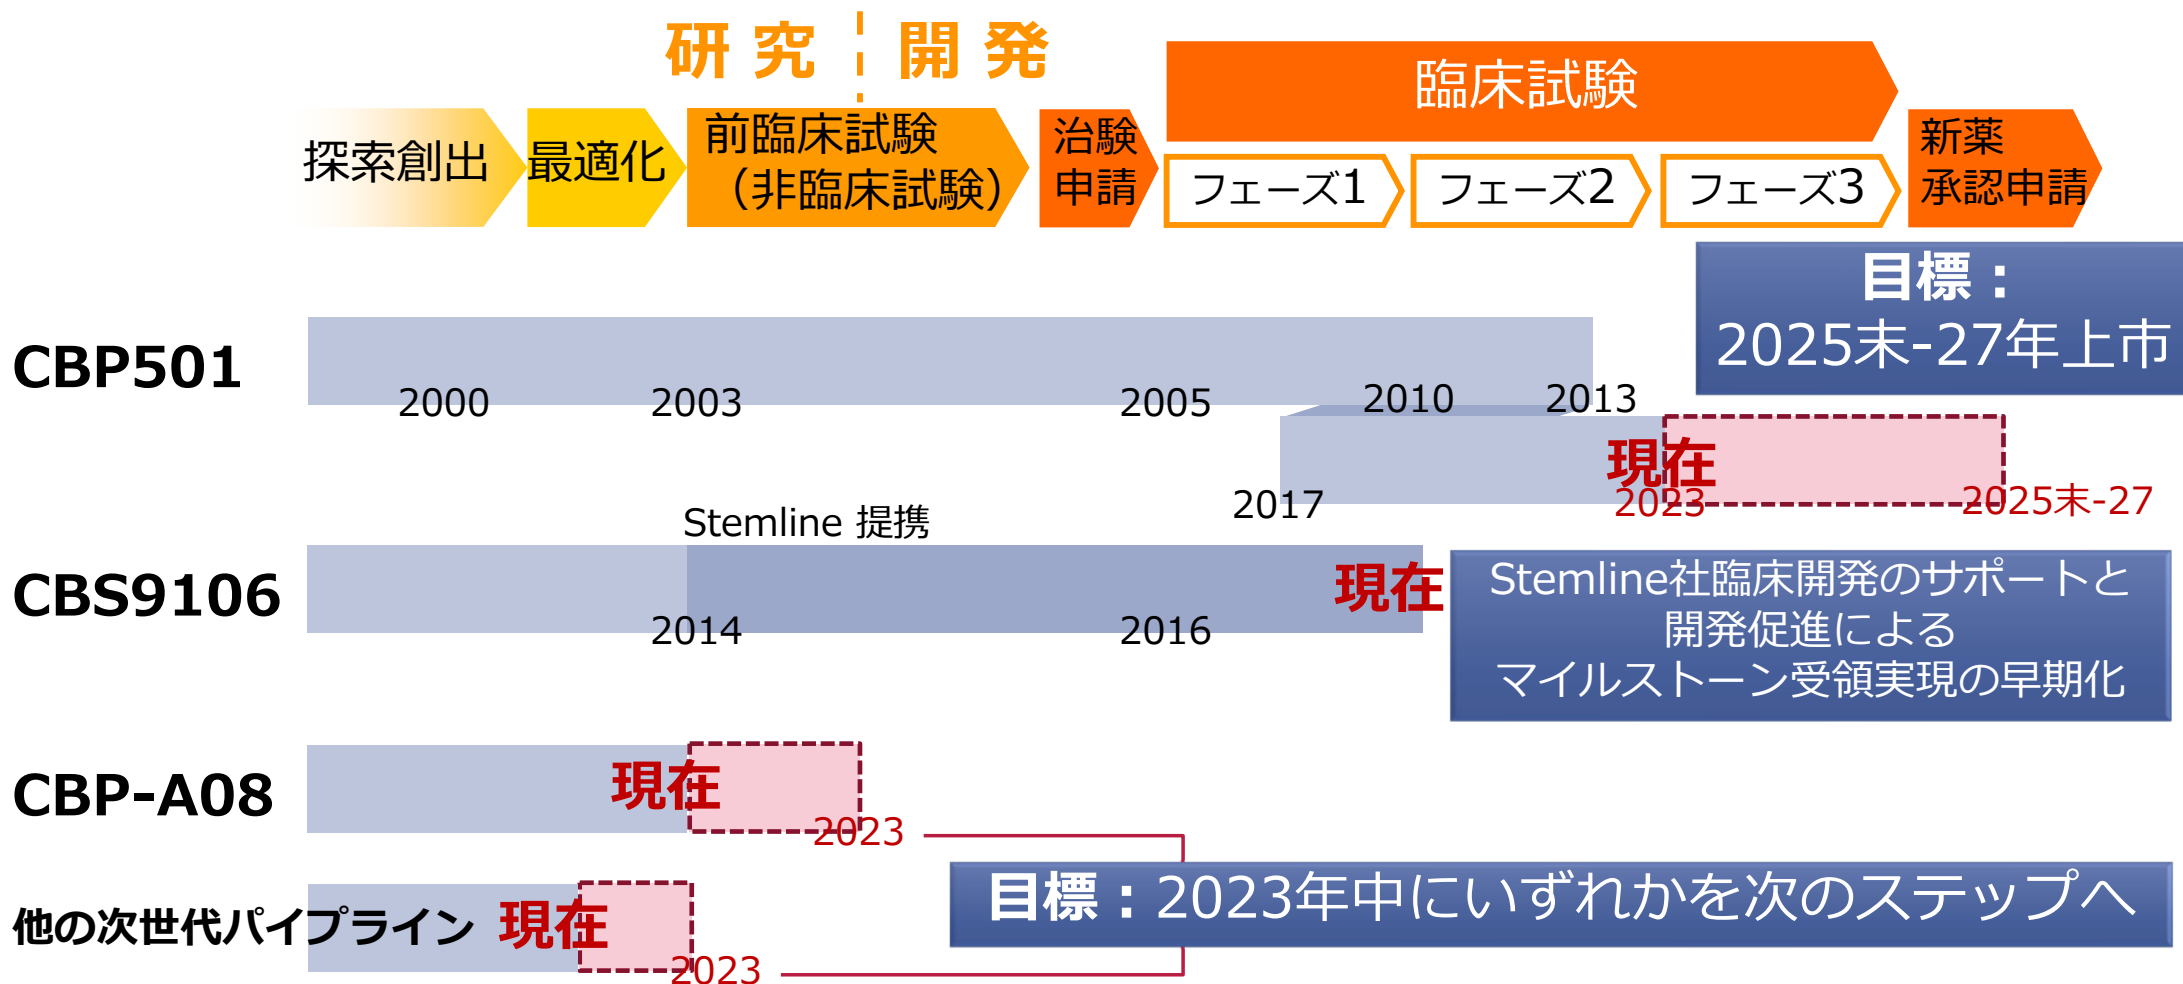 研究 開発
臨床試験
探索創出
最適化
前臨床試験
（非臨床試験）
治験
申請
フェーズ1
フェーズ2
フェーズ3
新薬
承認申請
目標：
2025末-27年上市
CBP501
2000
2003
2005
2010
2013
現在
2017
2023
2025末-27
Stemline 提携
CBS9106
2014
2016
現在
Stemline社臨床開発のサポートと
開発促進による
マイルストーン受領実現の早期化
CBP-A08
現在
2023
目標：2023年中にいずれかを次のステップへ
他の次世代パイプライン
現在
2023